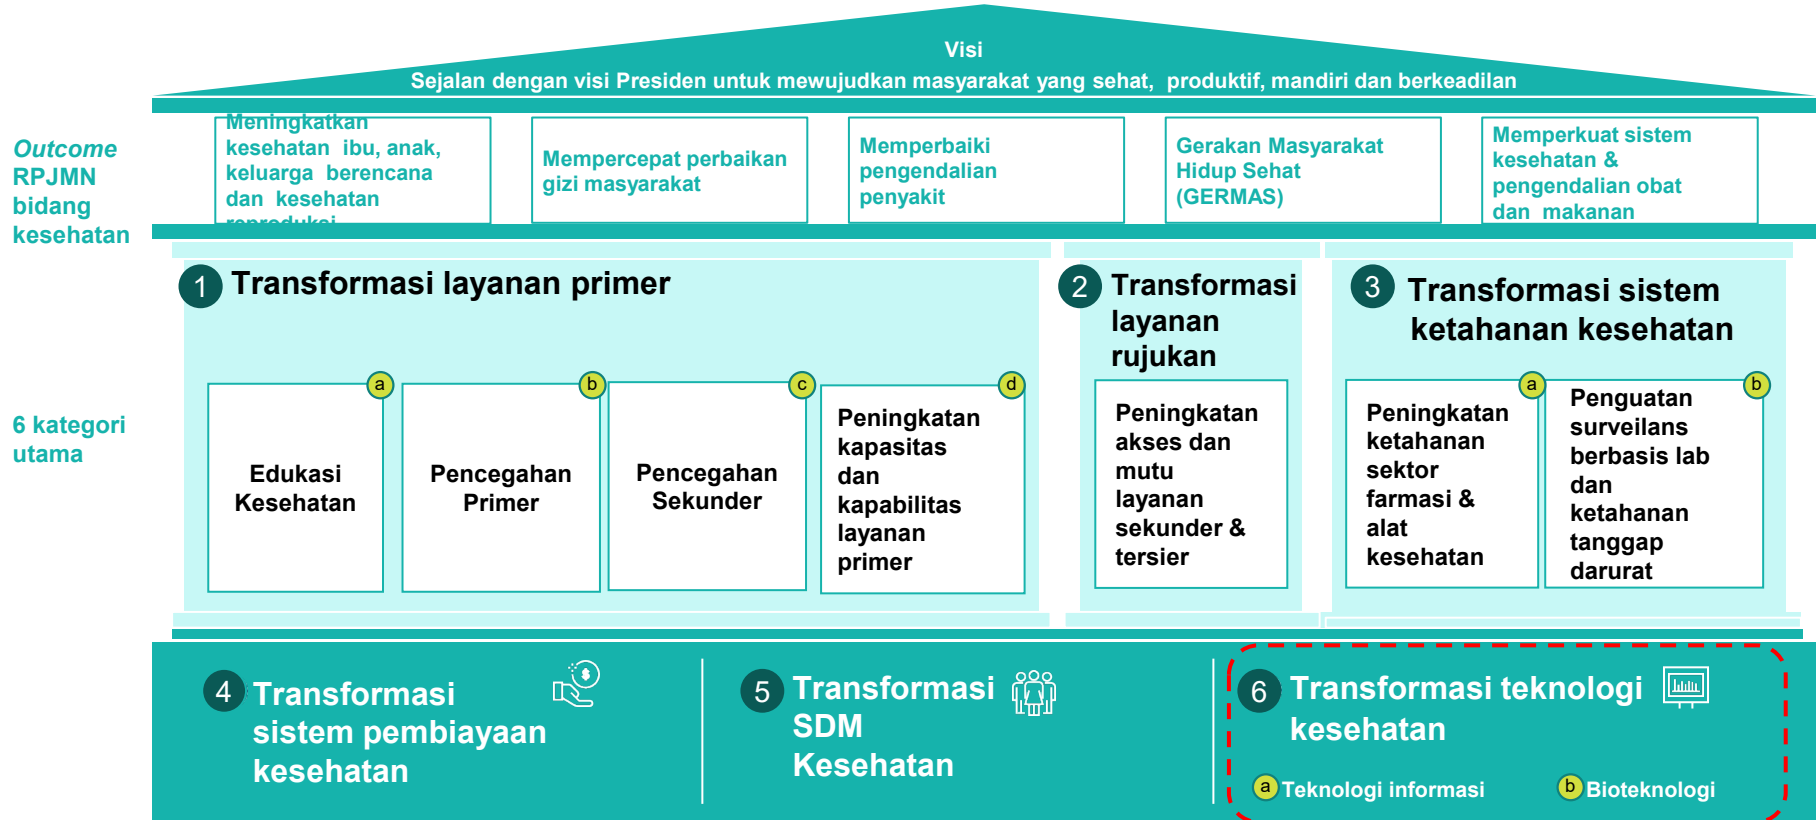 Visi
Sejalan dengan visi Presiden untuk mewujudkan masyarakat yang sehat, produktif, mandiri dan berkeadilan
Outcome
RPJMN
bidang
kesehatan
Meningkatkan
kesehatan ibu, anak,
keluarga berencana
dan kesehatan
reproduksi
Mempercepat perbaikan
gizi masyarakat
Memperbaiki
pengendalian
penyakit
Gerakan Masyarakat
Hidup Sehat
(GERMAS)
Memperkuat sistem
kesehatan &
pengendalian obat
dan makanan
6 kategori
utama
1 Transformasi layanan primer
a
Edukasi
Kesehatan
b
Pencegahan
Primer
c
Pencegahan
Sekunder
d
Peningkatan
kapasitas
dan
kapabilitas
layanan
primer
2 Transformasi
layanan
rujukan
Peningkatan
akses dan
mutu
layanan
sekunder &
tersier
3 Transformasi sistem
ketahanan kesehatan
a
Peningkatan
ketahanan
sektor
farmasi &
alat
kesehatan
b
Penguatan
surveilans
berbasis lab
dan
ketahanan
tanggap
darurat
4 Transformasi
sistem pembiayaan
kesehatan
5 Transformasi
SDM
Kesehatan
6 Transformasi teknologi
kesehatan
a Teknologi informasi
b Bioteknologi